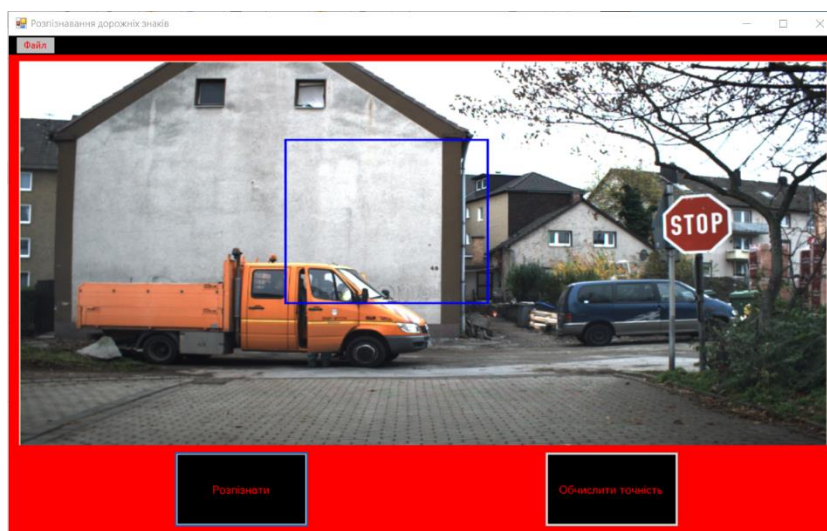 Розпізнавання дорожніх знаків
Файл
STOP
Розпізнати
Обчислити точність